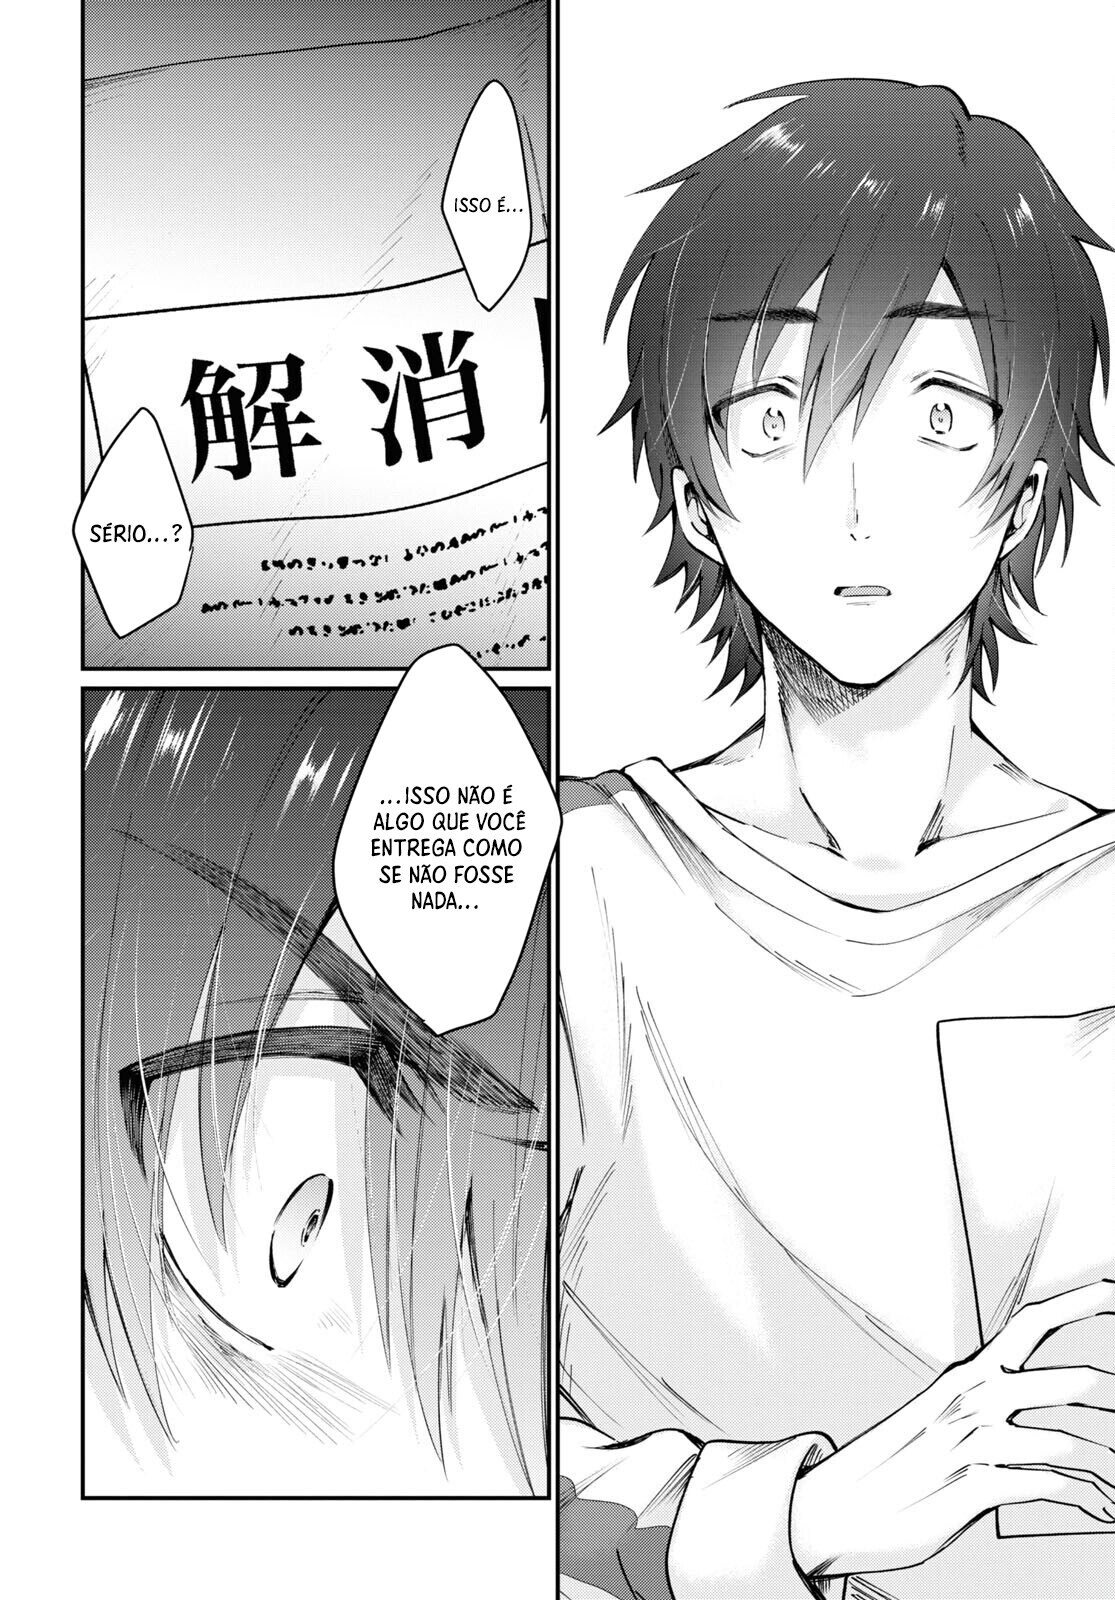 ISSO É...
解消
SÉRIO...?
...ISSO NÃO É
ALGO QUE VOCÊ
ENTREGA COMO
SE NÃO FOSSE
NADA...